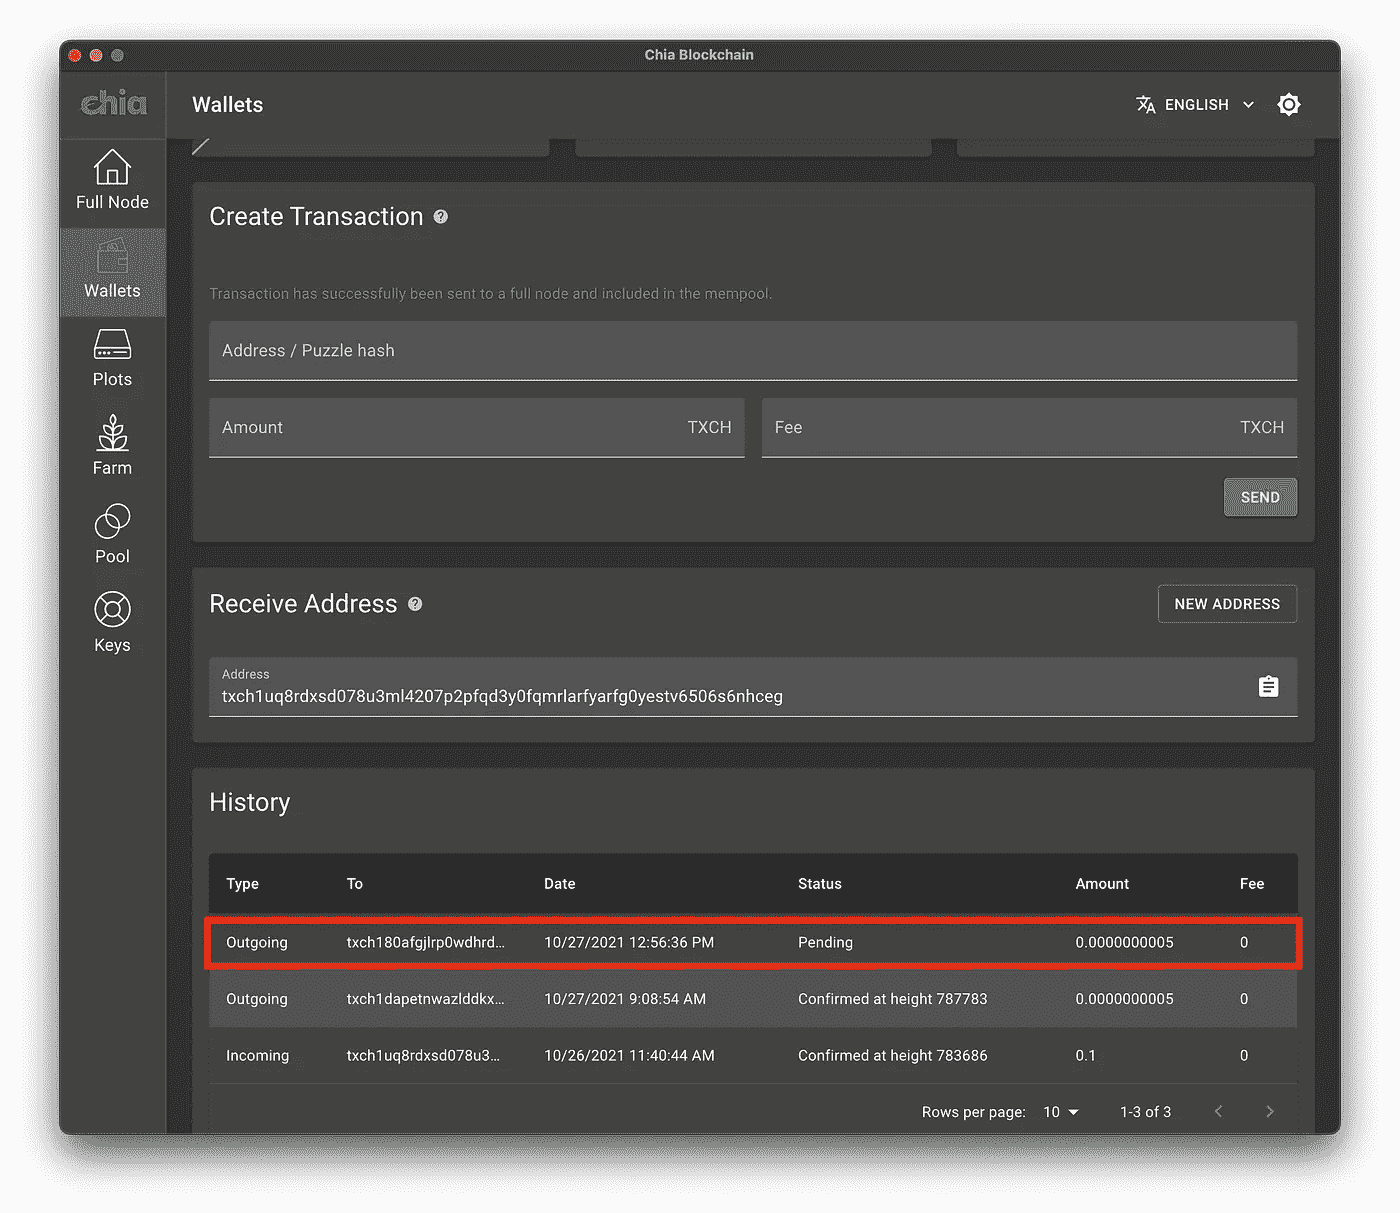 Chia Blockchain
chia
Wallets
ENGLISH
Full Node
Wallets
Plots
Farm
Pool
Keys
Create Transaction
Transaction has successfully been sent to a full node and included in the mempool.
Address / Puzzle hash
Amount TXCH Fee TXCH
SEND
Receive Address
NEW ADDRESS
Address
txch1uq8rdxsd078u3ml4207p2pfqd3y0fqmrlarfyarfg0yestv6506s6nhceg
History
Type To Date Status Amount Fee
Outgoing txch180afgjlrp0wdhrd... 10/27/2021 12:56:36 PM Pending 0.0000000005 0
Outgoing txch1dapetnwazlddkx... 10/27/2021 9:08:54 AM Confirmed at height 787783 0.0000000005 0
Incoming txch1uq8rdxsd078u3... 10/26/2021 11:40:44 AM Confirmed at height 783686 0.1 0
Rows per page: 10 1-3 of 3